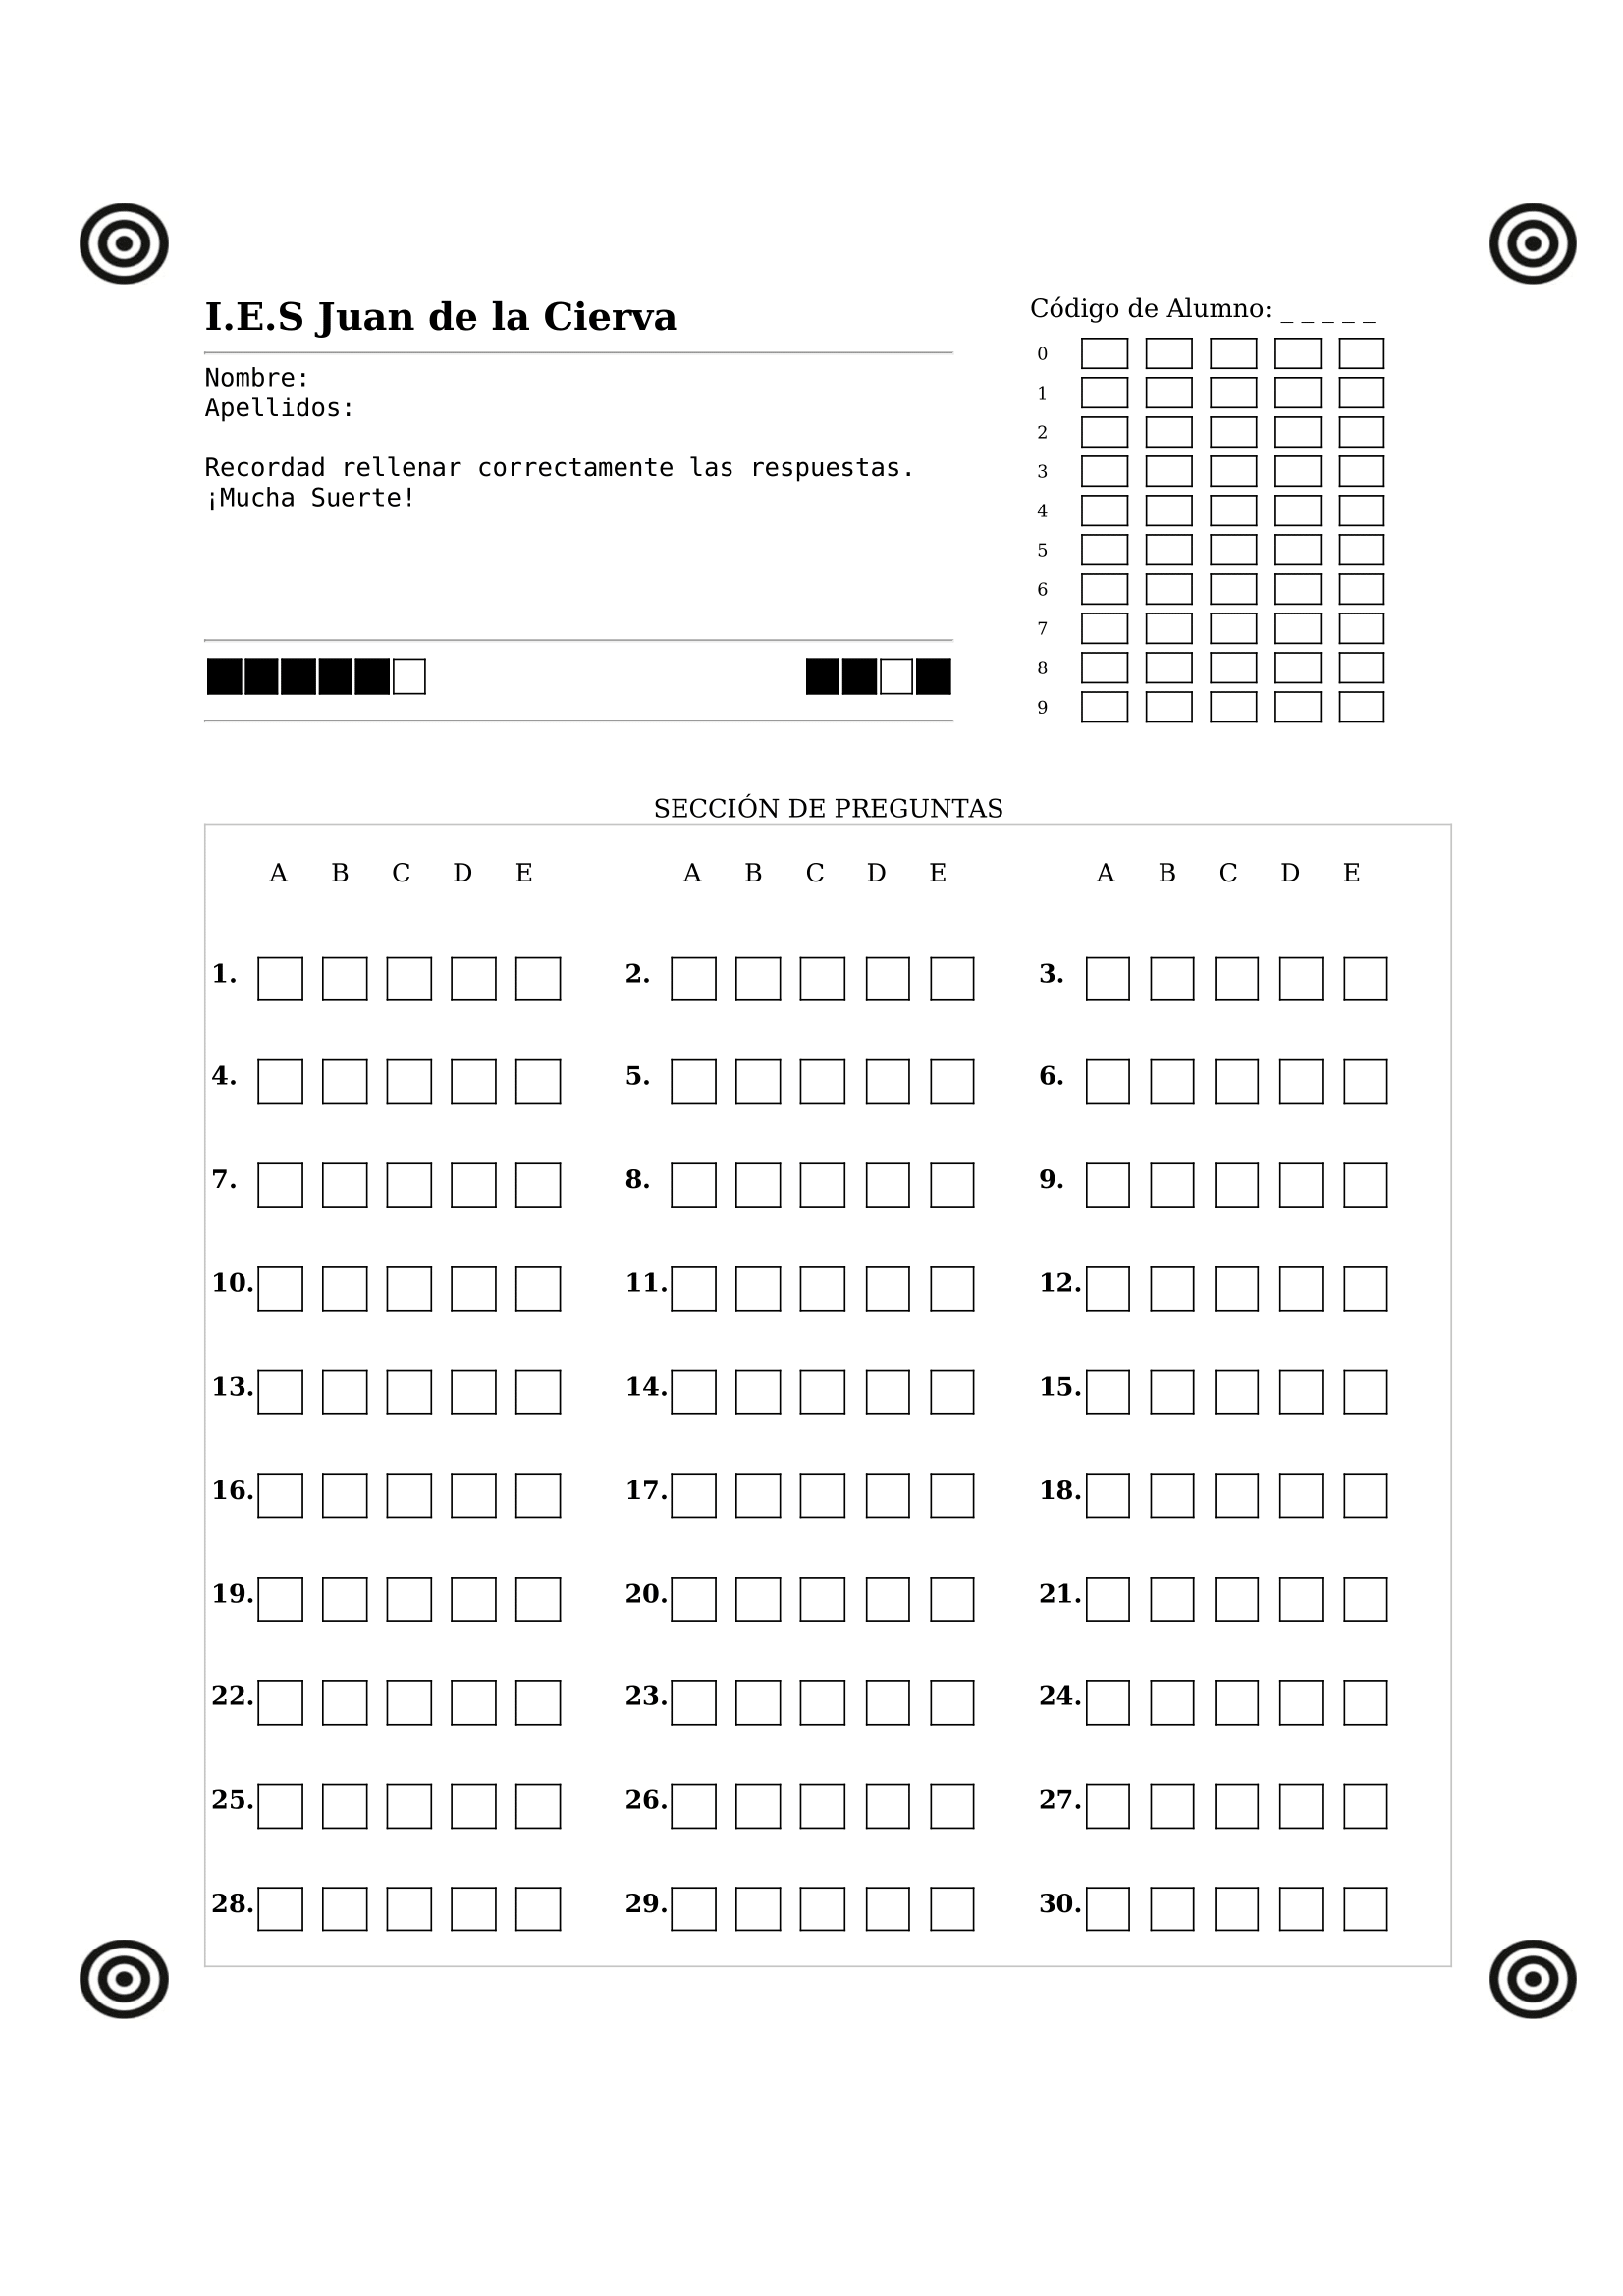 I.E.S Juan de la Cierva
Nombre:
Apellidos:
Recordad rellenar correctamente las respuestas.
¡Mucha Suerte!
Código de Alumno: _ _ _ _ _
0
1
2
3
4
5
6
7
8
9
SECCIÓN DE PREGUNTAS
A B C D E A B C D E A B C D E
1. 2. 3.
4. 5. 6.
7. 8. 9.
10. 11. 12.
13. 14. 15.
16. 17. 18.
19. 20. 21.
22. 23. 24.
25. 26. 27.
28. 29. 30.